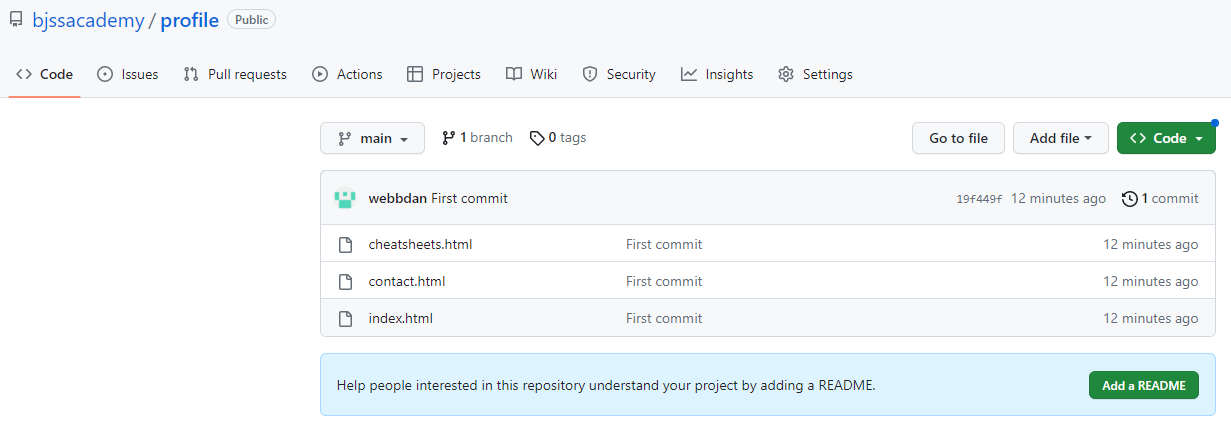 bjssacademy / profile Public
Code Issues Pull requests Actions Projects Wiki Security Insights Settings
main 1 branch 0 tags Go to file Add file Code
webbdan First commit 19f449f 12 minutes ago 1 commit
cheatsheets.html First commit 12 minutes ago
contact.html First commit 12 minutes ago
index.html First commit 12 minutes ago
Help people interested in this repository understand your project by adding a README. Add a README